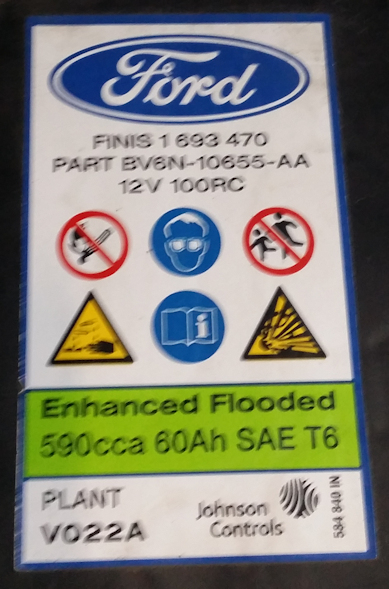 Ford
FINIS 1 693 470
PART BV6N-10655-AA
12V 100RC
Enhanced Flooded
590cca 60Ah SAE T6
PLANT
V022A
Johnson
Controls
584 840 IN